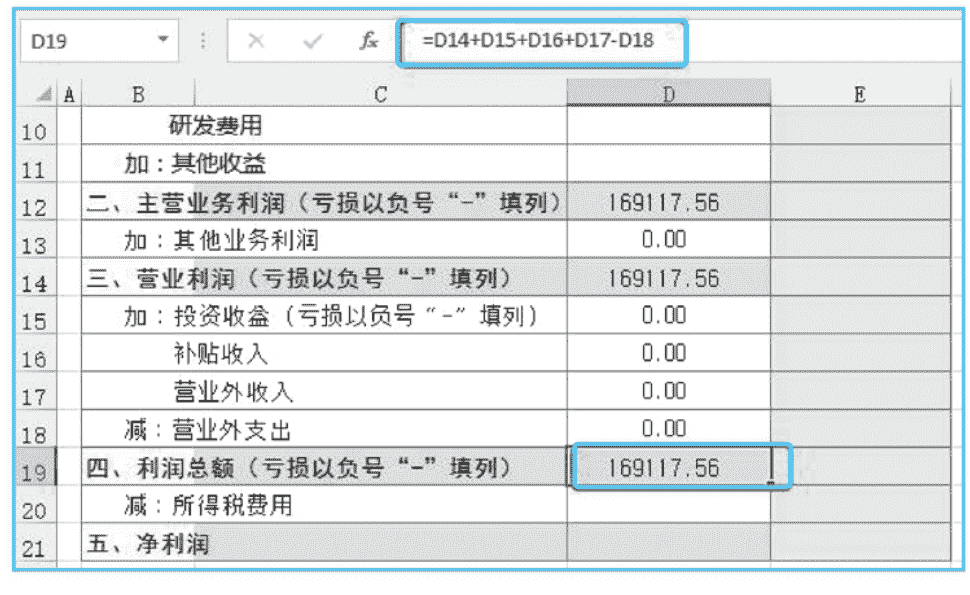 D19 fx =D14+D15+D16+D17-D18
A B C D E
10 研发费用
11 加：其他收益
12 二、主营业务利润（亏损以负号“-”填列） 169117.56
13 加：其他业务利润 0.00
14 三、营业利润（亏损以负号“-”填列） 169117.56
15 加：投资收益（亏损以负号“-”填列） 0.00
16 补贴收入 0.00
17 营业外收入 0.00
18 减：营业外支出 0.00
19 四、利润总额（亏损以负号“-”填列） 169117.56
20 减：所得税费用
21 五、净利润